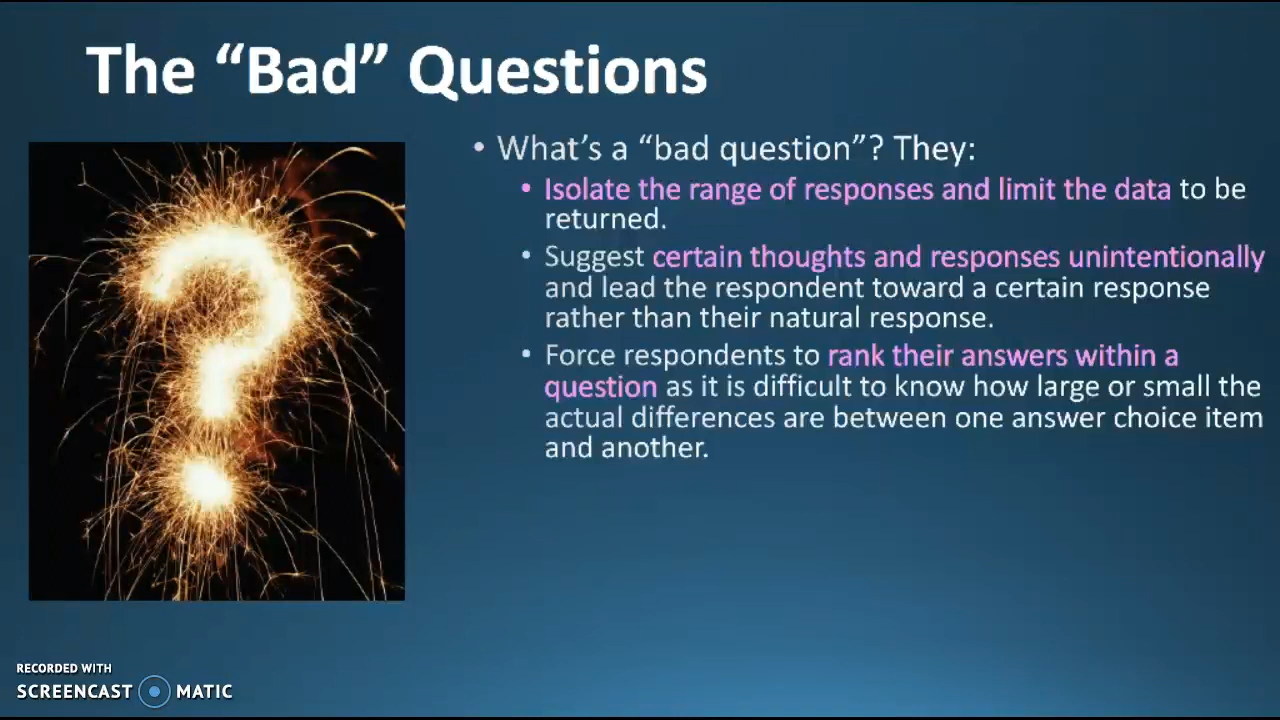 The “Bad” Questions
• What’s a “bad question”? They:
• Isolate the range of responses and limit the data to be
returned.
• Suggest certain thoughts and responses unintentionally
and lead the respondent toward a certain response
rather than their natural response.
• Force respondents to rank their answers within a
question as it is difficult to know how large or small the
actual differences are between one answer choice item
and another.
RECORDED WITH
SCREENCAST MATIC